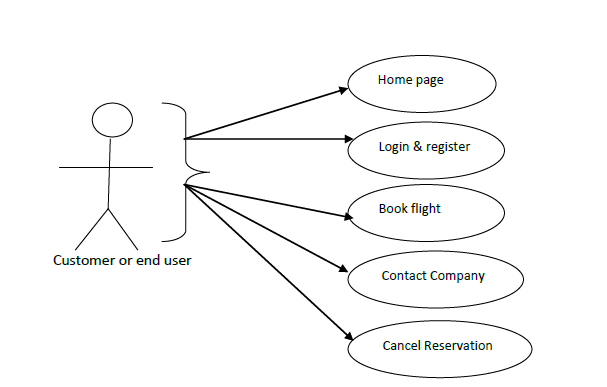 Home page
Login & register
Book flight
Customer or end user
Contact Company
Cancel Reservation